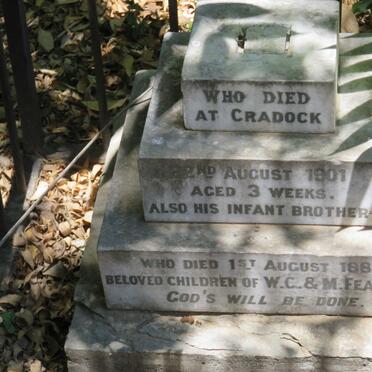 WHO DIED
AT CRADOCK
2ND AUGUST 1901
AGED 3 WEEKS.
ALSO HIS INFANT BROTHER
WHO DIED 1ST AUGUST 188
BELOVED CHILDREN OF W.C. & M. FEA
GOD'S WILL BE DONE.